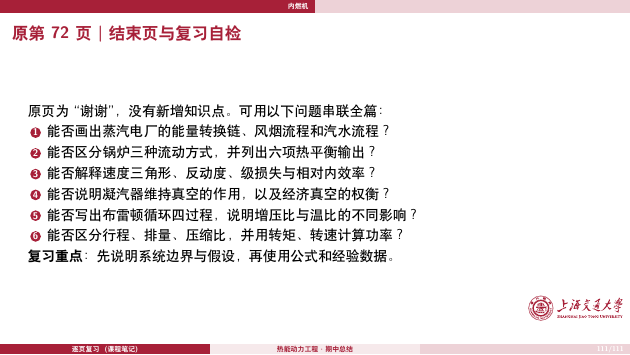 内燃机
原第 72 页｜结束页与复习自检
原页为 “谢谢”，没有新增知识点。可用以下问题串联全篇：
1 能否画出蒸汽电厂的能量转换链、风烟流程和汽水流程？
2 能否区分锅炉三种流动方式，并列出六项热平衡输出？
3 能否解释速度三角形、反动度、级损失与相对内效率？
4 能否说明凝汽器维持真空的作用，以及经济真空的权衡？
5 能否写出布雷顿循环四过程，说明增压比与温比的不同影响？
6 能否区分行程、排量、压缩比，并用转矩、转速计算功率？
复习重点：先说明系统边界与假设，再使用公式和经验数据。
上海交通大学
SHANGHAI JIAO TONG UNIVERSITY
逐页复习（课程笔记）
热能动力工程 · 期中总结
111/111